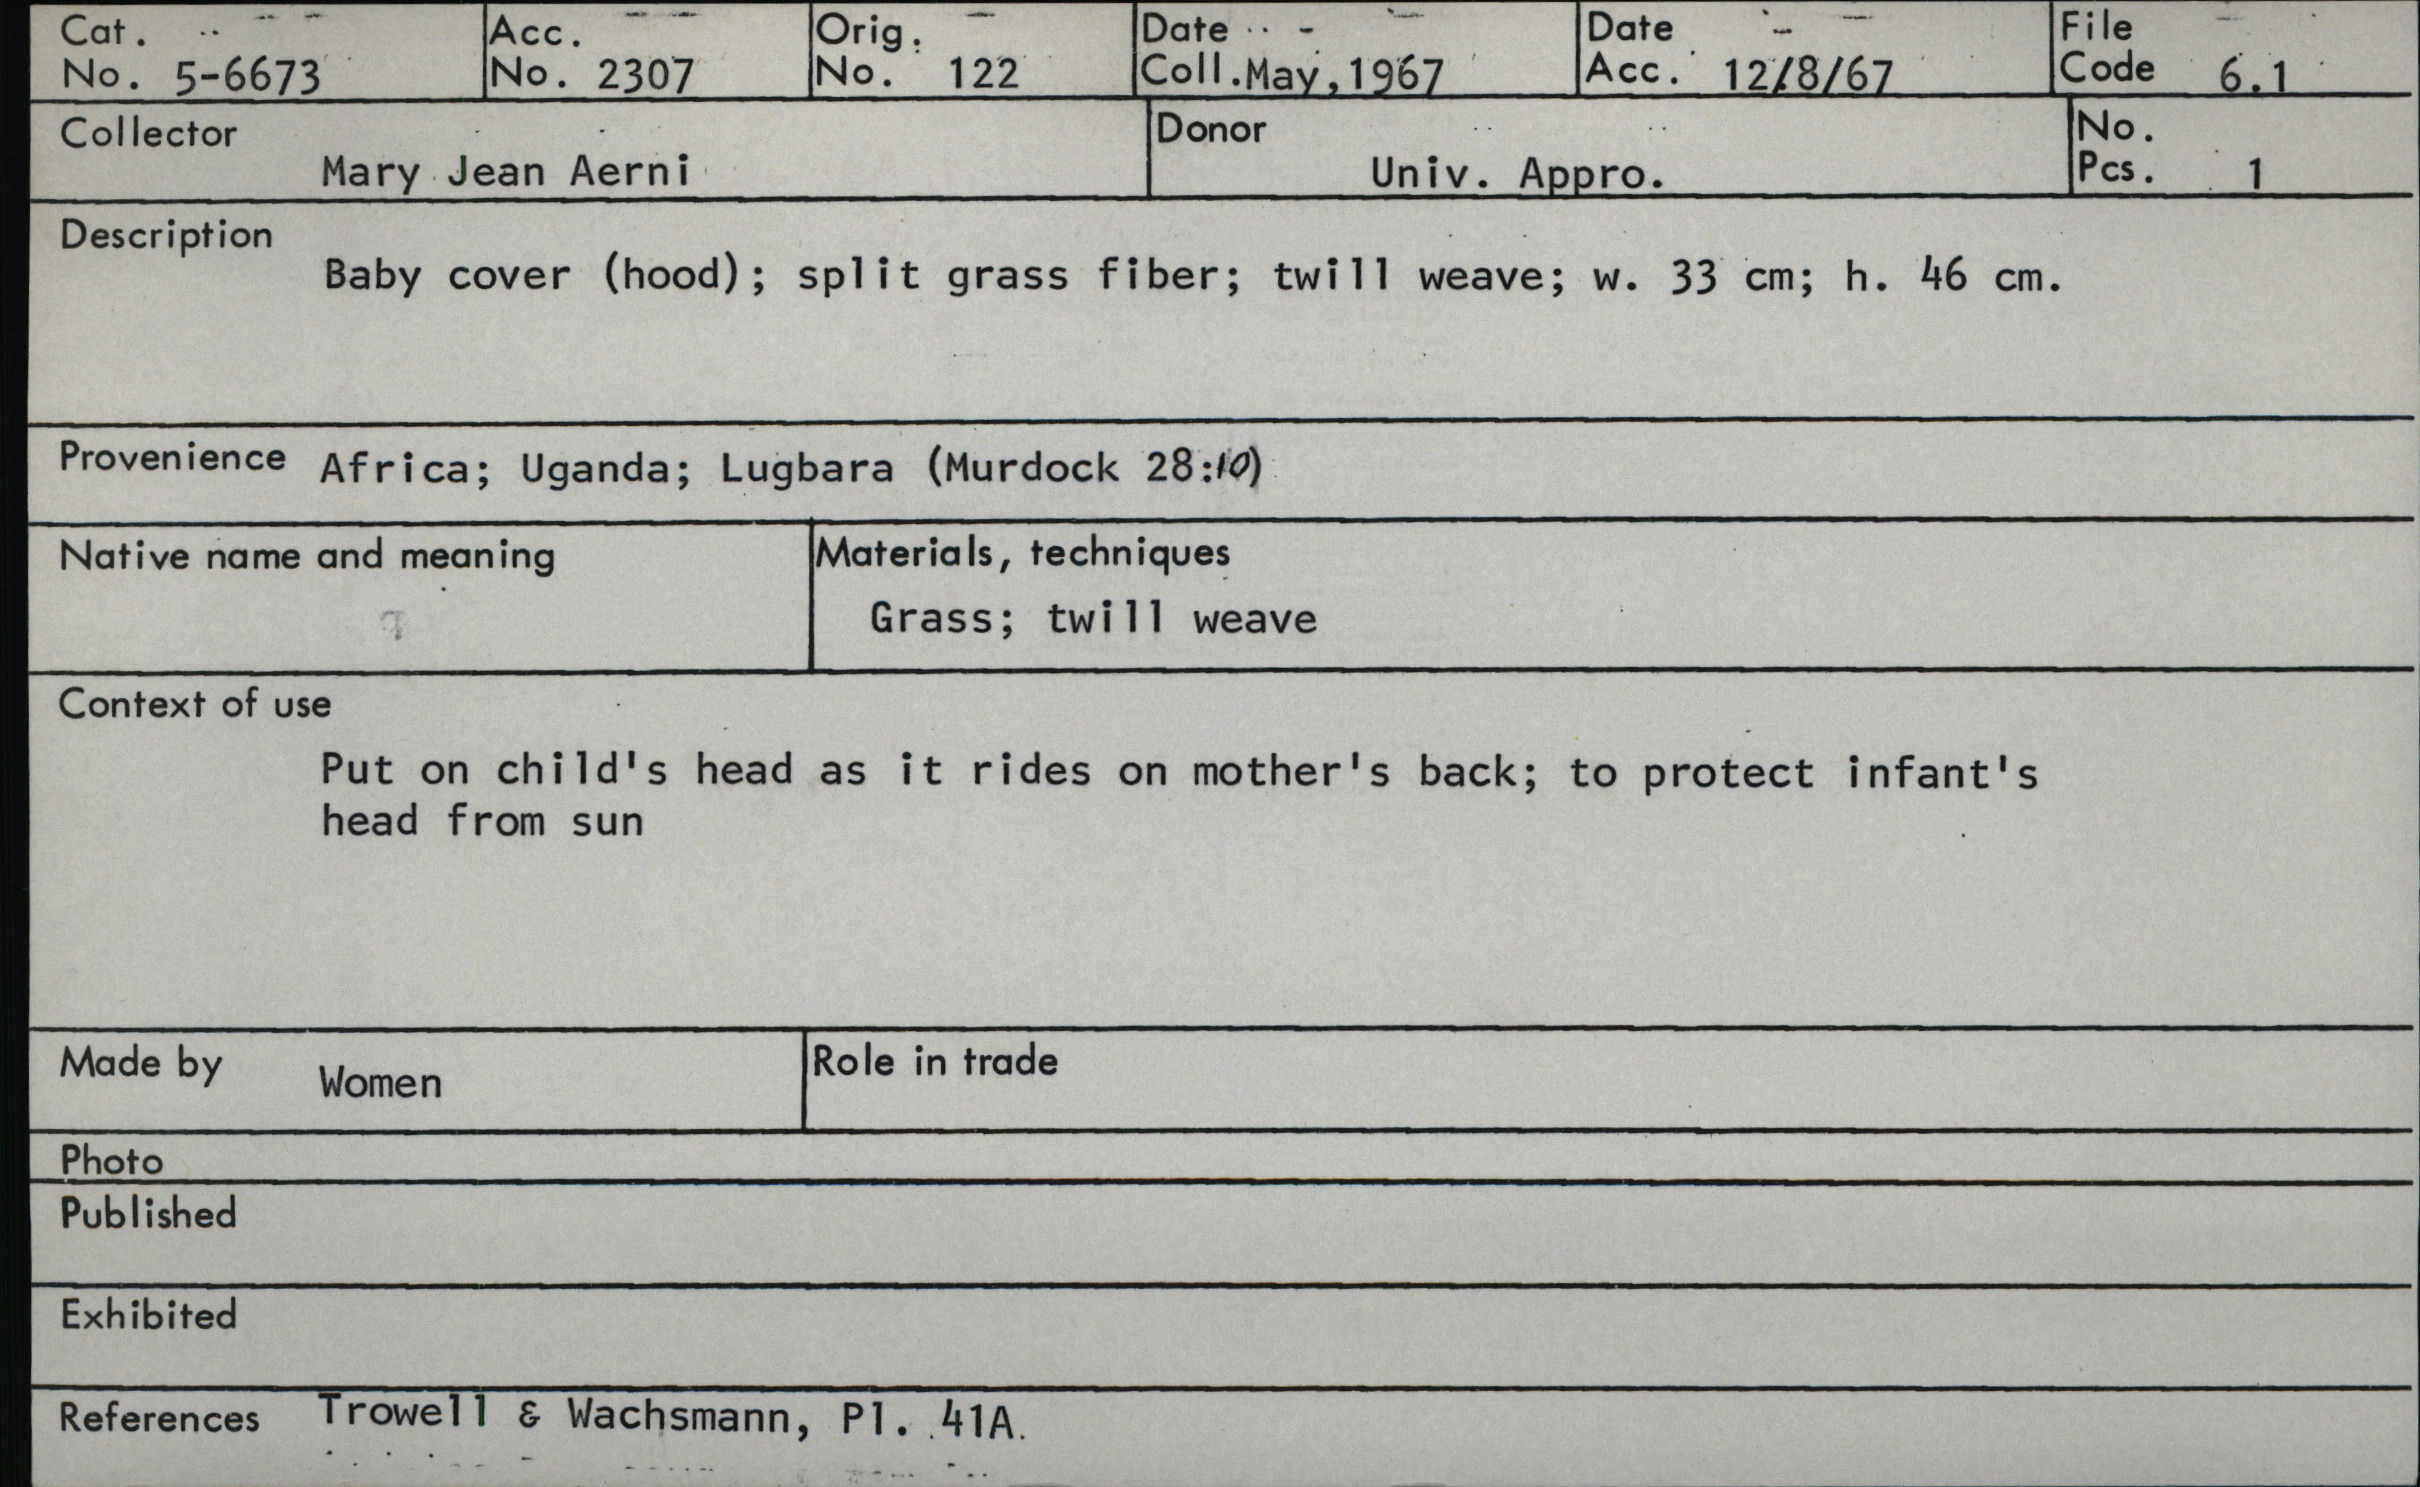 Cat. No. 5-6673
Acc. No. 2307
Orig. No. 122
Date Coll. May, 1967
Date Acc. 12/8/67
File Code 6.1
Collector Mary Jean Aerni
Donor Univ. Appro.
No. Pcs. 1
Description
Baby cover (hood); split grass fiber; twill weave; w. 33 cm; h. 46 cm.
Provenience Africa; Uganda; Lugbara (Murdock 28:10)
Native name and meaning
Materials, techniques
Grass; twill weave
Context of use
Put on child's head as it rides on mother's back; to protect infant's
head from sun
Made by Women
Role in trade
Photo
Published
Exhibited
References Trowell & Wachsmann, Pl. 41A.